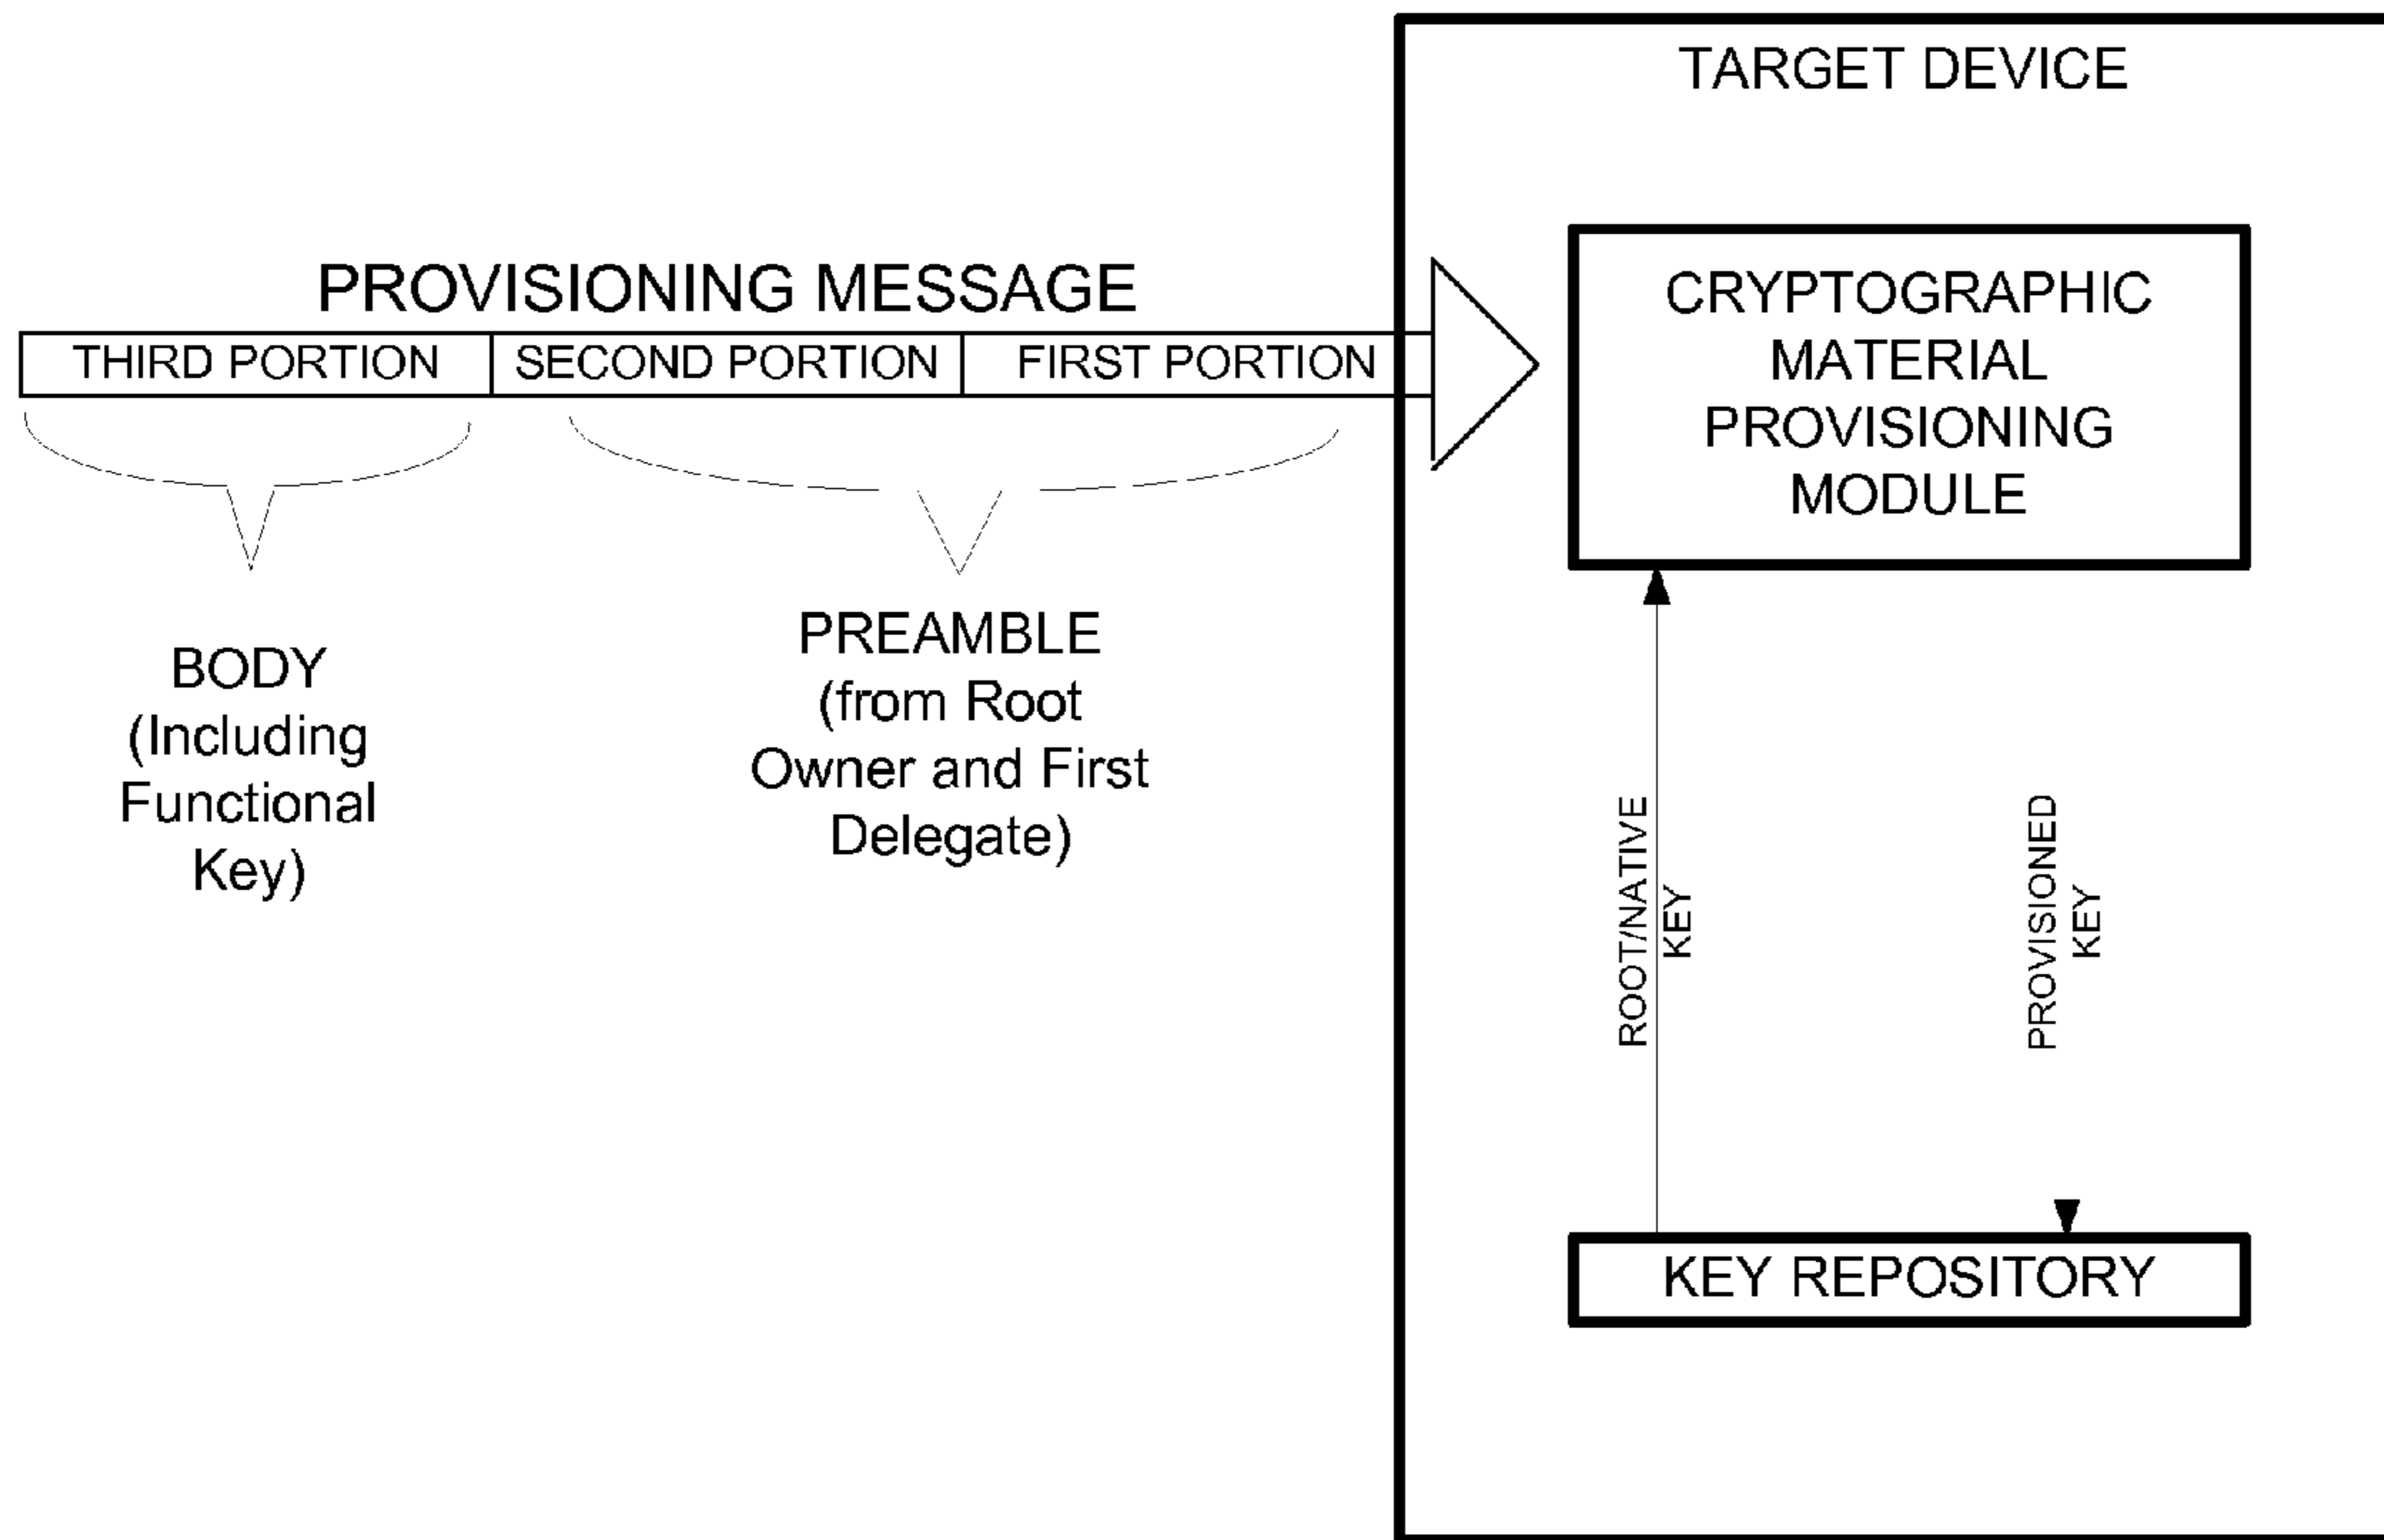 TARGET DEVICE
PROVISIONING MESSAGE
THIRD PORTION
SECOND PORTION
FIRST PORTION
CRYPTOGRAPHIC
MATERIAL
PROVISIONING
MODULE
BODY
(Including
Functional
Key)
PREAMBLE
(from Root
Owner and First
Delegate)
ROOT/NATIVE
KEY
PROVISIONED
KEY
KEY REPOSITORY